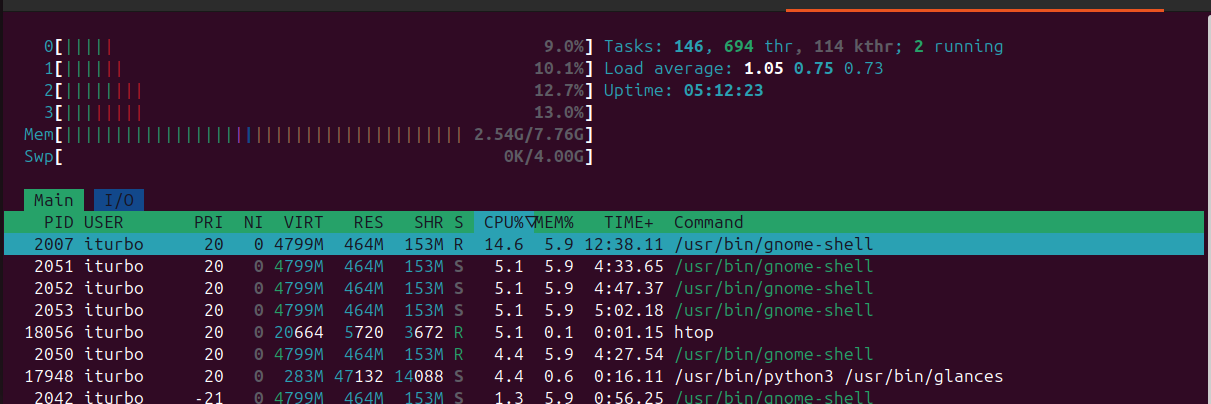 0[||||| 9.0%] Tasks: 146, 694 thr, 114 kthr; 2 running
1[|||||| 10.1%] Load average: 1.05 0.75 0.73
2[|||||||| 12.7%] Uptime: 05:12:23
3[|||||||| 13.0%]
Mem[|||||||||||||||||||||||||||||||||||||||| 2.54G/7.76G]
Swp[ 0K/4.00G]
Main I/O
PID USER PRI NI VIRT RES SHR S CPU%▽MEM% TIME+ Command
2007 iturbo 20 0 4799M 464M 153M R 14.6 5.9 12:38.11 /usr/bin/gnome-shell
2051 iturbo 20 0 4799M 464M 153M S 5.1 5.9 4:33.65 /usr/bin/gnome-shell
2052 iturbo 20 0 4799M 464M 153M S 5.1 5.9 4:47.37 /usr/bin/gnome-shell
2053 iturbo 20 0 4799M 464M 153M S 5.1 5.9 5:02.18 /usr/bin/gnome-shell
18056 iturbo 20 0 20664 5720 3672 R 5.1 0.1 0:01.15 htop
2050 iturbo 20 0 4799M 464M 153M R 4.4 5.9 4:27.54 /usr/bin/gnome-shell
17948 iturbo 20 0 283M 47132 14088 S 4.4 0.6 0:16.11 /usr/bin/python3 /usr/bin/glances
2042 iturbo -21 0 4799M 464M 153M S 1.3 5.9 0:56.25 /usr/bin/gnome-shell